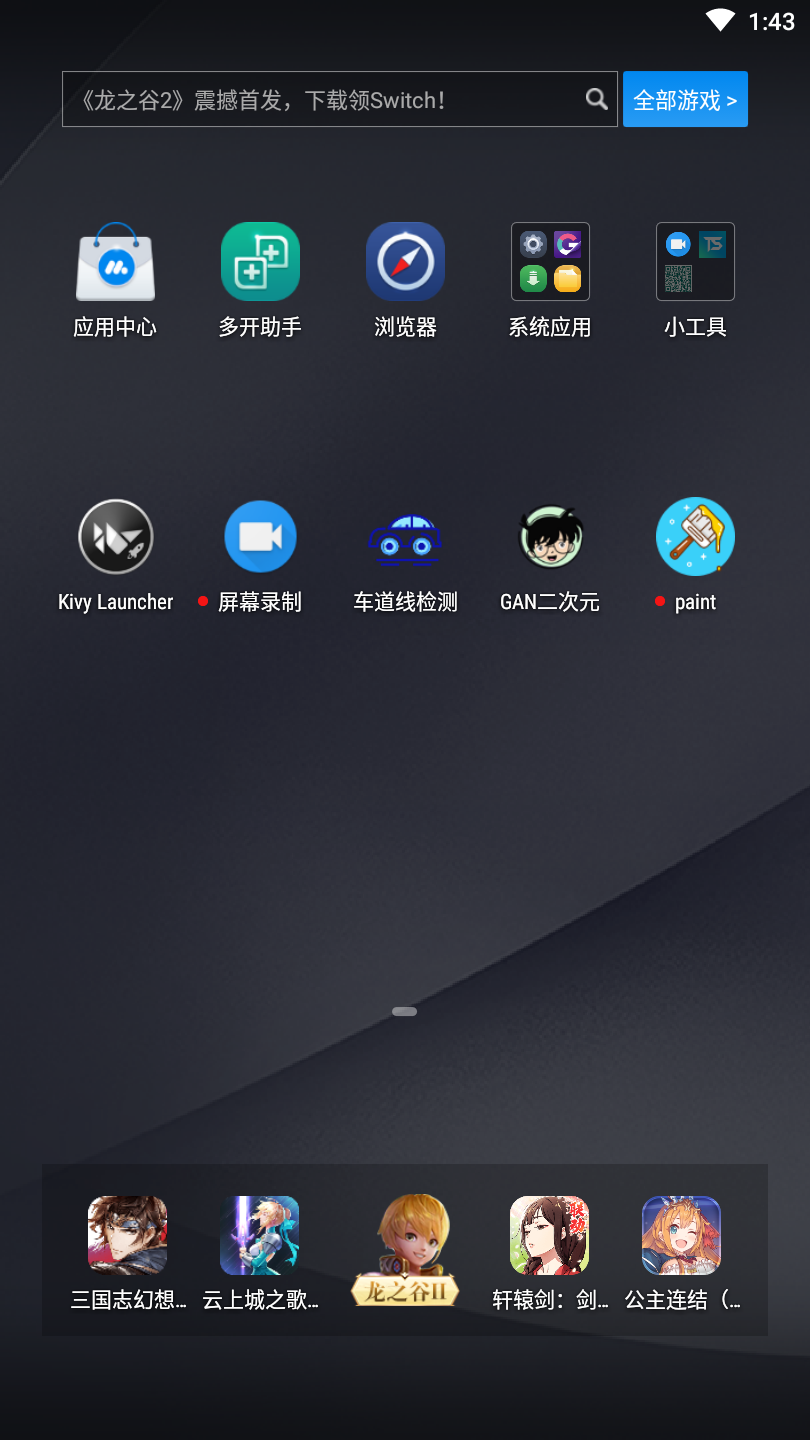 1:43
《龙之谷2》震撼首发，下载领Switch！
全部游戏 >
应用中心
多开助手
浏览器
系统应用
小工具
TS
Kivy Launcher
屏幕录制
车道线检测
GAN二次元
paint
联动
龙之谷II
三国志幻想...
云上城之歌...
轩辕剑：剑...
公主连结（...